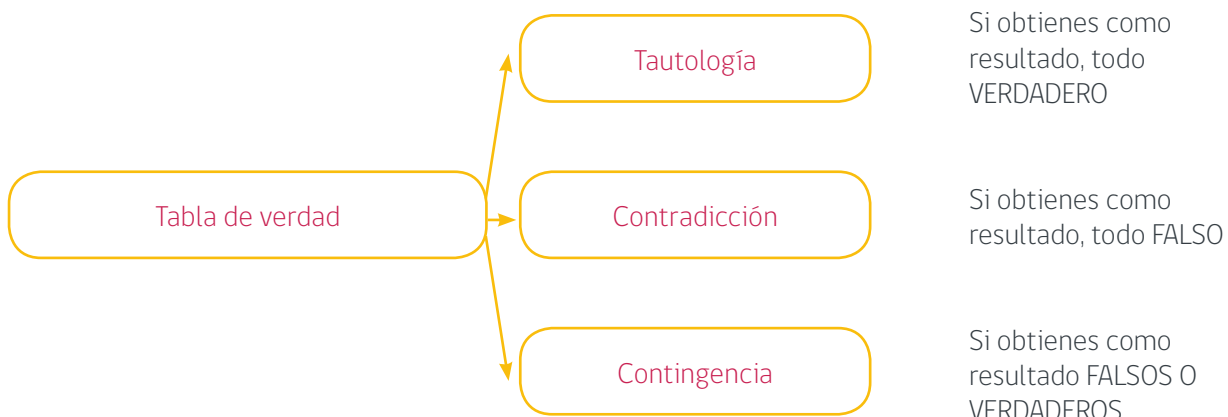 Tautología
Si obtienes como
resultado, todo
VERDADERO
Tabla de verdad
Contradicción
Si obtienes como
resultado, todo FALSO
Contingencia
Si obtienes como
resultado FALSOS O
VERDADEROS